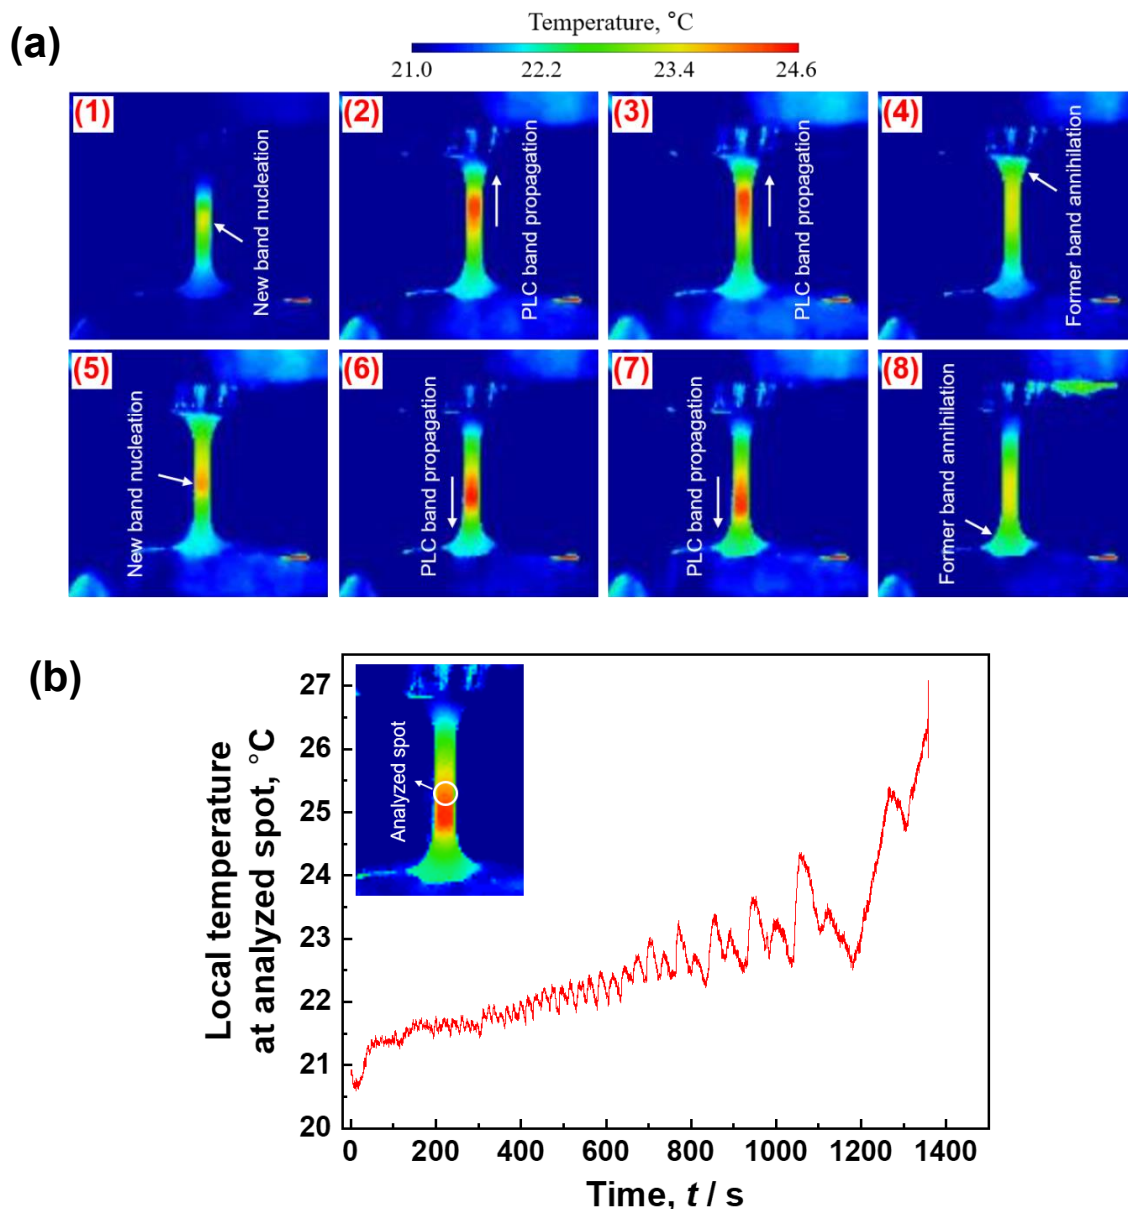 (a)
Temperature, °C
21.0 22.2 23.4 24.6
(1)
New band nucleation
(2)
PLC band propagation
(3)
PLC band propagation
(4)
Former band annihilation
(5)
New band nucleation
(6)
PLC band propagation
(7)
PLC band propagation
(8)
Former band annihilation
(b)
Local temperature
at analyzed spot, °C
27
26
25
24
23
22
21
20
Analyzed spot
0 200 400 600 800 1000 1200 1400
Time, t / s